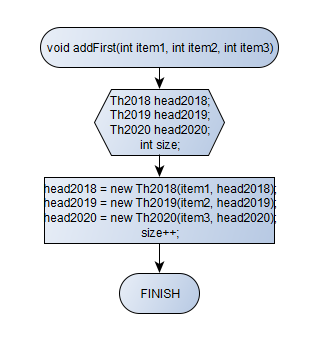 void addFirst(int item1, int item2, int item3)
Th2018 head2018;
Th2019 head2019;
Th2020 head2020;
int size;
head2018 = new Th2018(item1, head2018);
head2019 = new Th2019(item2, head2019);
head2020 = new Th2020(item3, head2020);
size++;
FINISH